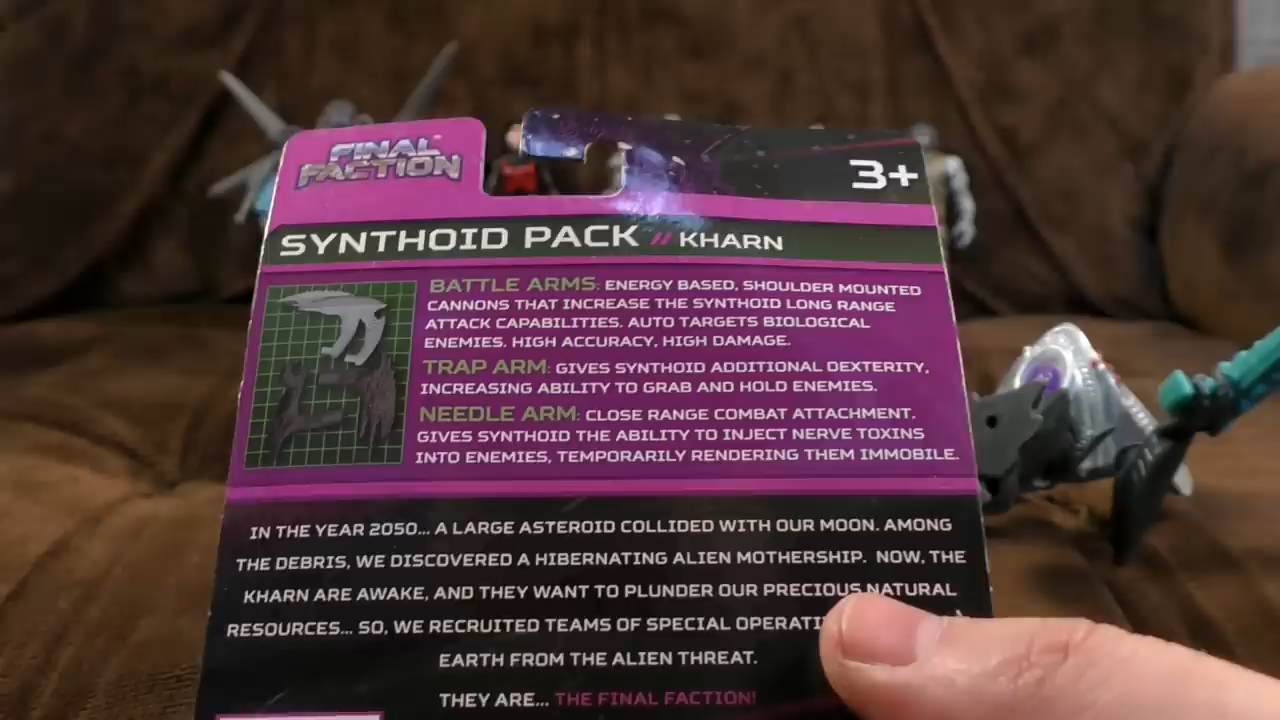 FINAL
FACTION
3+
SYNTHOID PACK // KHARN
BATTLE ARMS: ENERGY BASED, SHOULDER MOUNTED
CANNONS THAT INCREASE THE SYNTHOID LONG RANGE
ATTACK CAPABILITIES. AUTO TARGETS BIOLOGICAL
ENEMIES. HIGH ACCURACY, HIGH DAMAGE.
TRAP ARM: GIVES SYNTHOID ADDITIONAL DEXTERITY,
INCREASING ABILITY TO GRAB AND HOLD ENEMIES.
NEEDLE ARM: CLOSE RANGE COMBAT ATTACHMENT.
GIVES SYNTHOID THE ABILITY TO INJECT NERVE TOXINS
INTO ENEMIES, TEMPORARILY RENDERING THEM IMMOBILE.
IN THE YEAR 2050... A LARGE ASTEROID COLLIDED WITH OUR MOON. AMONG
THE DEBRIS, WE DISCOVERED A HIBERNATING ALIEN MOTHERSHIP. NOW, THE
KHARN ARE AWAKE, AND THEY WANT TO PLUNDER OUR PRECIOUS NATURAL
RESOURCES... SO, WE RECRUITED TEAMS OF SPECIAL
EARTH FROM THE ALIEN THREAT.
THEY ARE... THE FINAL FACTION!